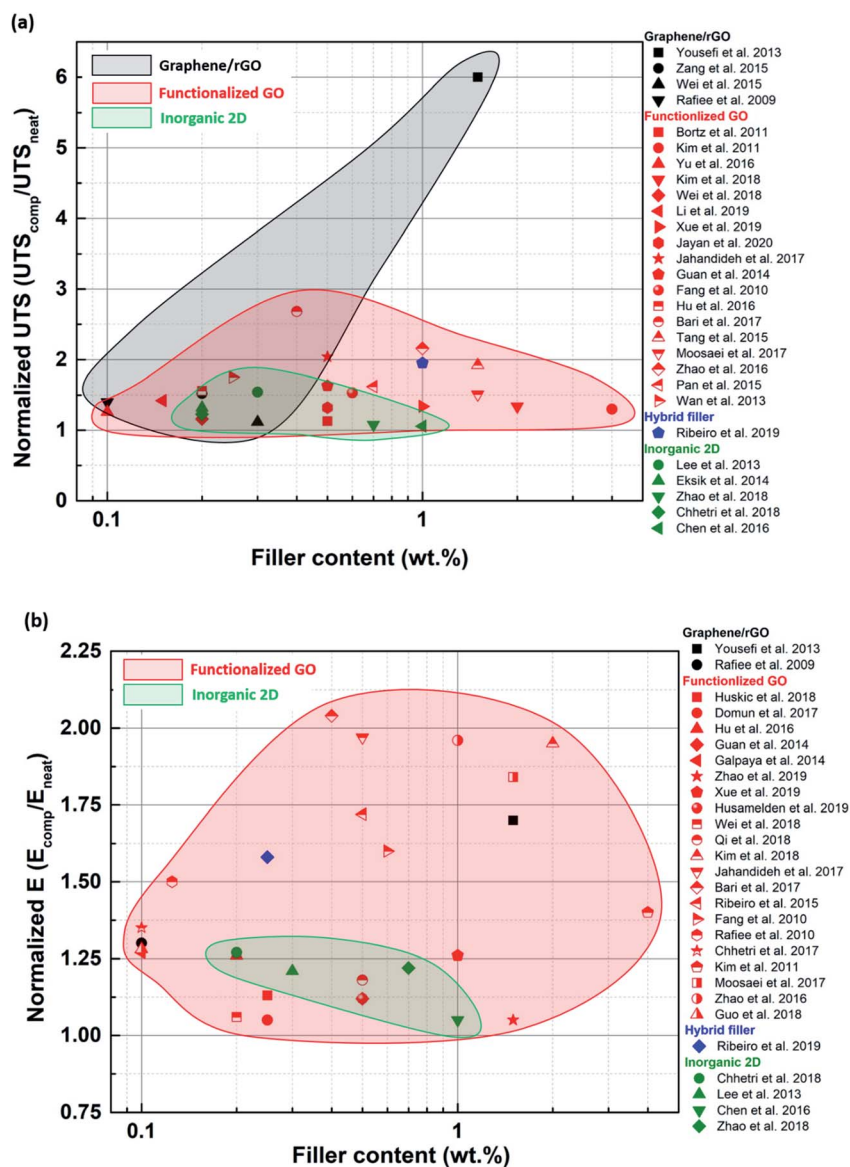 (a)
Normalized UTS (UTScomp/UTSneat)
6
5
4
3
2
1
0
Graphene/rGO
Functionalized GO
Inorganic 2D
0.1
1
Filler content (wt.%)
Graphene/rGO
Yousefi et al. 2013
Zang et al. 2015
Wei et al. 2015
Rafiee et al. 2009
Functionlized GO
Bortz et al. 2011
Kim et al. 2011
Yu et al. 2016
Kim et al. 2018
Wei et al. 2018
Li et al. 2019
Xue et al. 2019
Jayan et al. 2020
Jahandideh et al. 2017
Guan et al. 2014
Fang et al. 2010
Hu et al. 2016
Bari et al. 2017
Tang et al. 2015
Moosaei et al. 2017
Zhao et al. 2016
Pan et al. 2015
Wan et al. 2013
Hybrid filler
Ribeiro et al. 2019
Inorganic 2D
Lee et al. 2013
Eksik et al. 2014
Zhao et al. 2018
Chhetri et al. 2018
Chen et al. 2016
(b)
Normalized E (Ecomp/Eneat)
2.25
2.00
1.75
1.50
1.25
1.00
0.75
Functionalized GO
Inorganic 2D
0.1
1
Filler content (wt.%)
Graphene/rGO
Yousefi et al. 2013
Rafiee et al. 2009
Functionlized GO
Huskic et al. 2018
Domun et al. 2017
Hu et al. 2016
Guan et al. 2014
Galpaya et al. 2014
Zhao et al. 2019
Xue et al. 2019
Husamelden et al. 2019
Wei et al. 2018
Qi et al. 2018
Kim et al. 2018
Jahandideh et al. 2017
Bari et al. 2017
Ribeiro et al. 2015
Fang et al. 2010
Rafiee et al. 2010
Chhetri et al. 2017
Kim et al. 2011
Moosaei et al. 2017
Zhao et al. 2016
Guo et al. 2018
Hybrid filler
Ribeiro et al. 2019
Inorganic 2D
Chhetri et al. 2018
Lee et al. 2013
Chen et al. 2016
Zhao et al. 2018